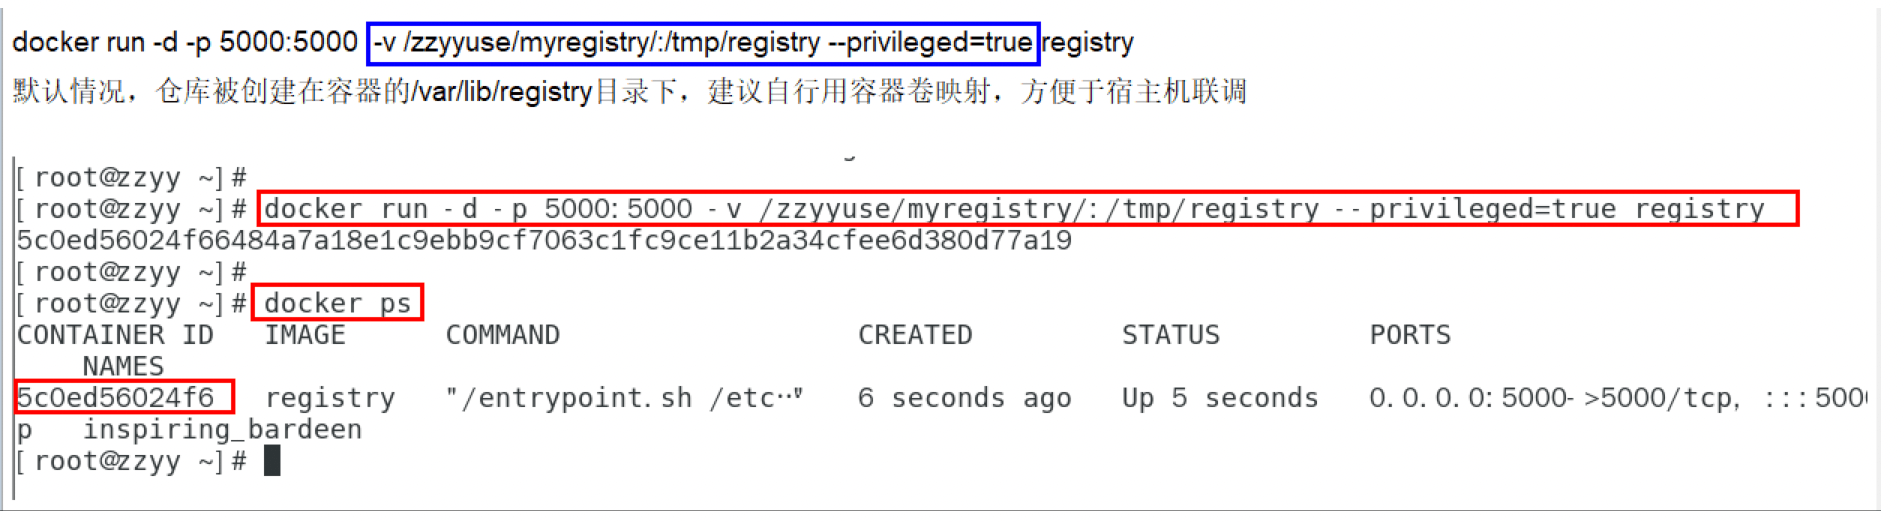 docker run -d -p 5000:5000 -v /zzyyuse/myregistry/:/tmp/registry --privileged=true registry
默认情况，仓库被创建在容器的/var/lib/registry目录下，建议自行用容器卷映射，方便于宿主机联调
[root@zzyy ~]#
[root@zzyy ~]# docker run -d -p 5000:5000 -v /zzyyuse/myregistry/:/tmp/registry --privileged=true registry
5c0ed56024f66484a7a18e1c9ebb9cf7063c1fc9ce11b2a34cfee6d380d77a19
[root@zzyy ~]#
[root@zzyy ~]# docker ps
CONTAINER ID IMAGE COMMAND CREATED STATUS PORTS
NAMES
5c0ed56024f6 registry "/entrypoint.sh /etc…" 6 seconds ago Up 5 seconds 0.0.0.0:5000->5000/tcp, :::500
p inspiring_bardeen
[root@zzyy ~]#